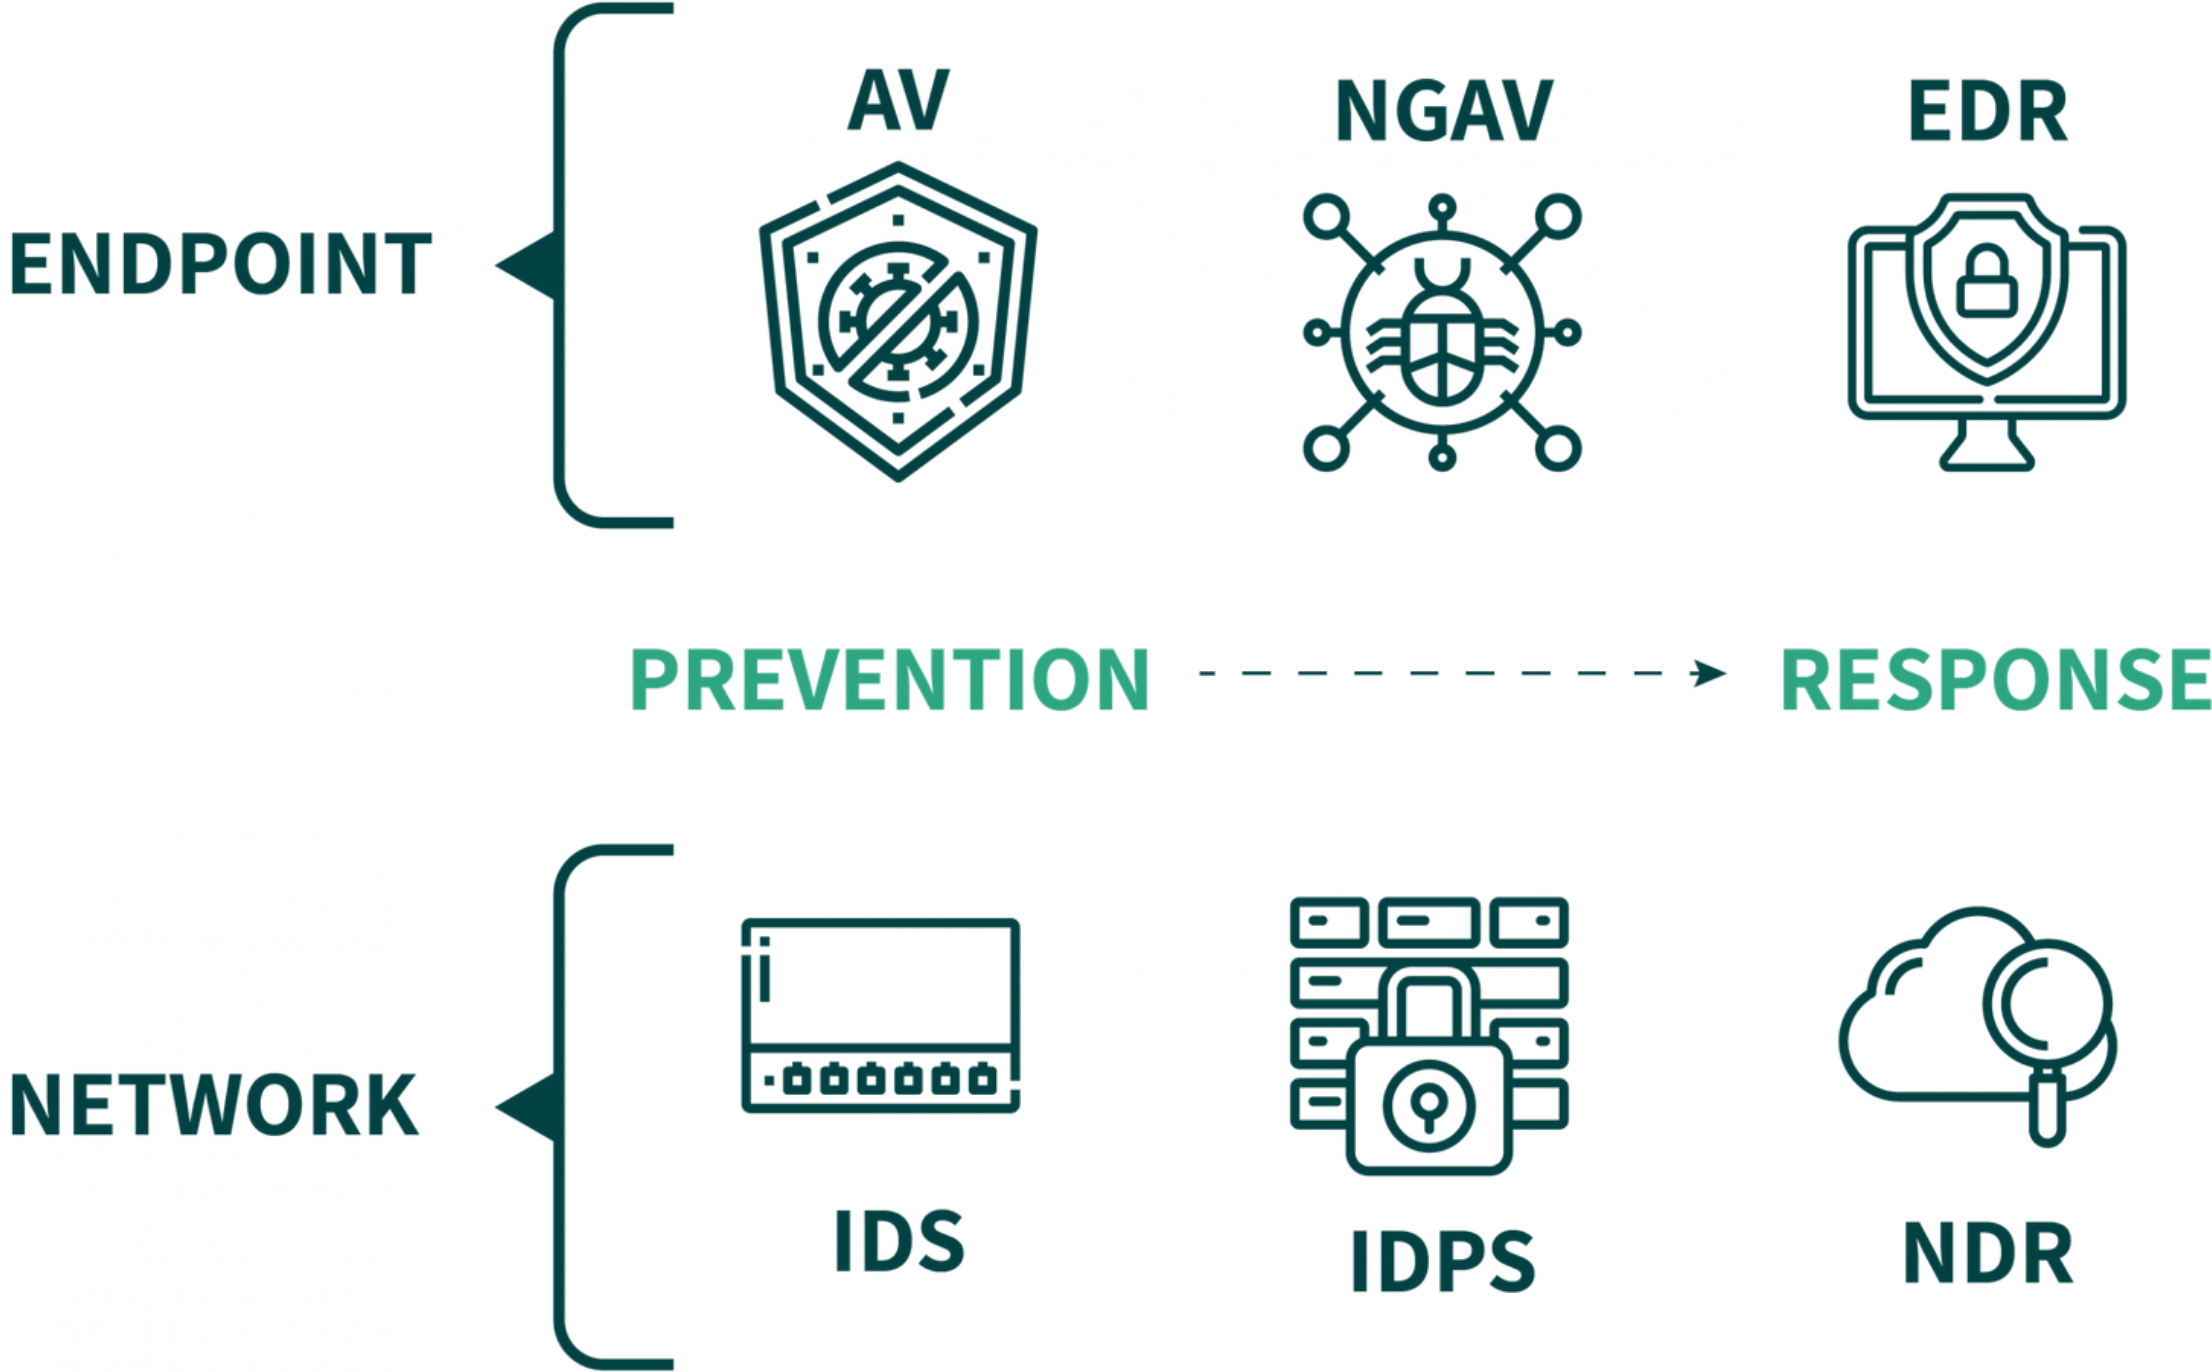 AV
NGAV
EDR
ENDPOINT
PREVENTION
RESPONSE
NETWORK
IDS
IDPS
NDR